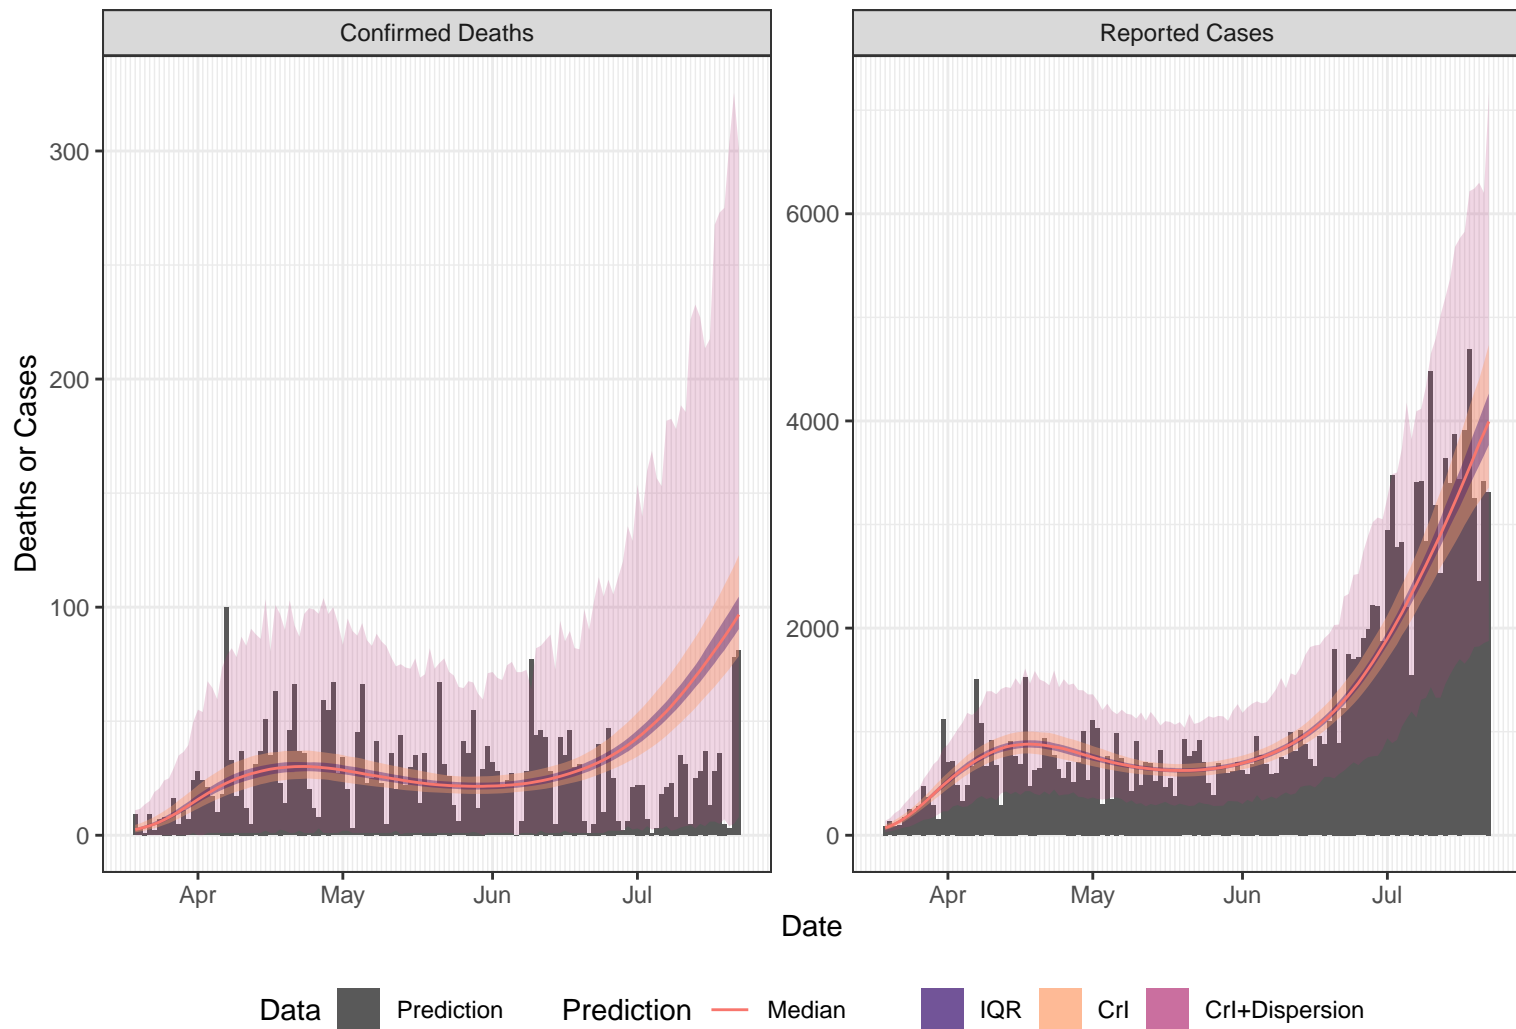 Confirmed Deaths
Reported Cases
Deaths or Cases
300
200
100
0
6000
4000
2000
0
Apr May Jun Jul
Apr May Jun Jul
Date
Data Prediction Prediction Median IQR CrI CrI+Dispersion